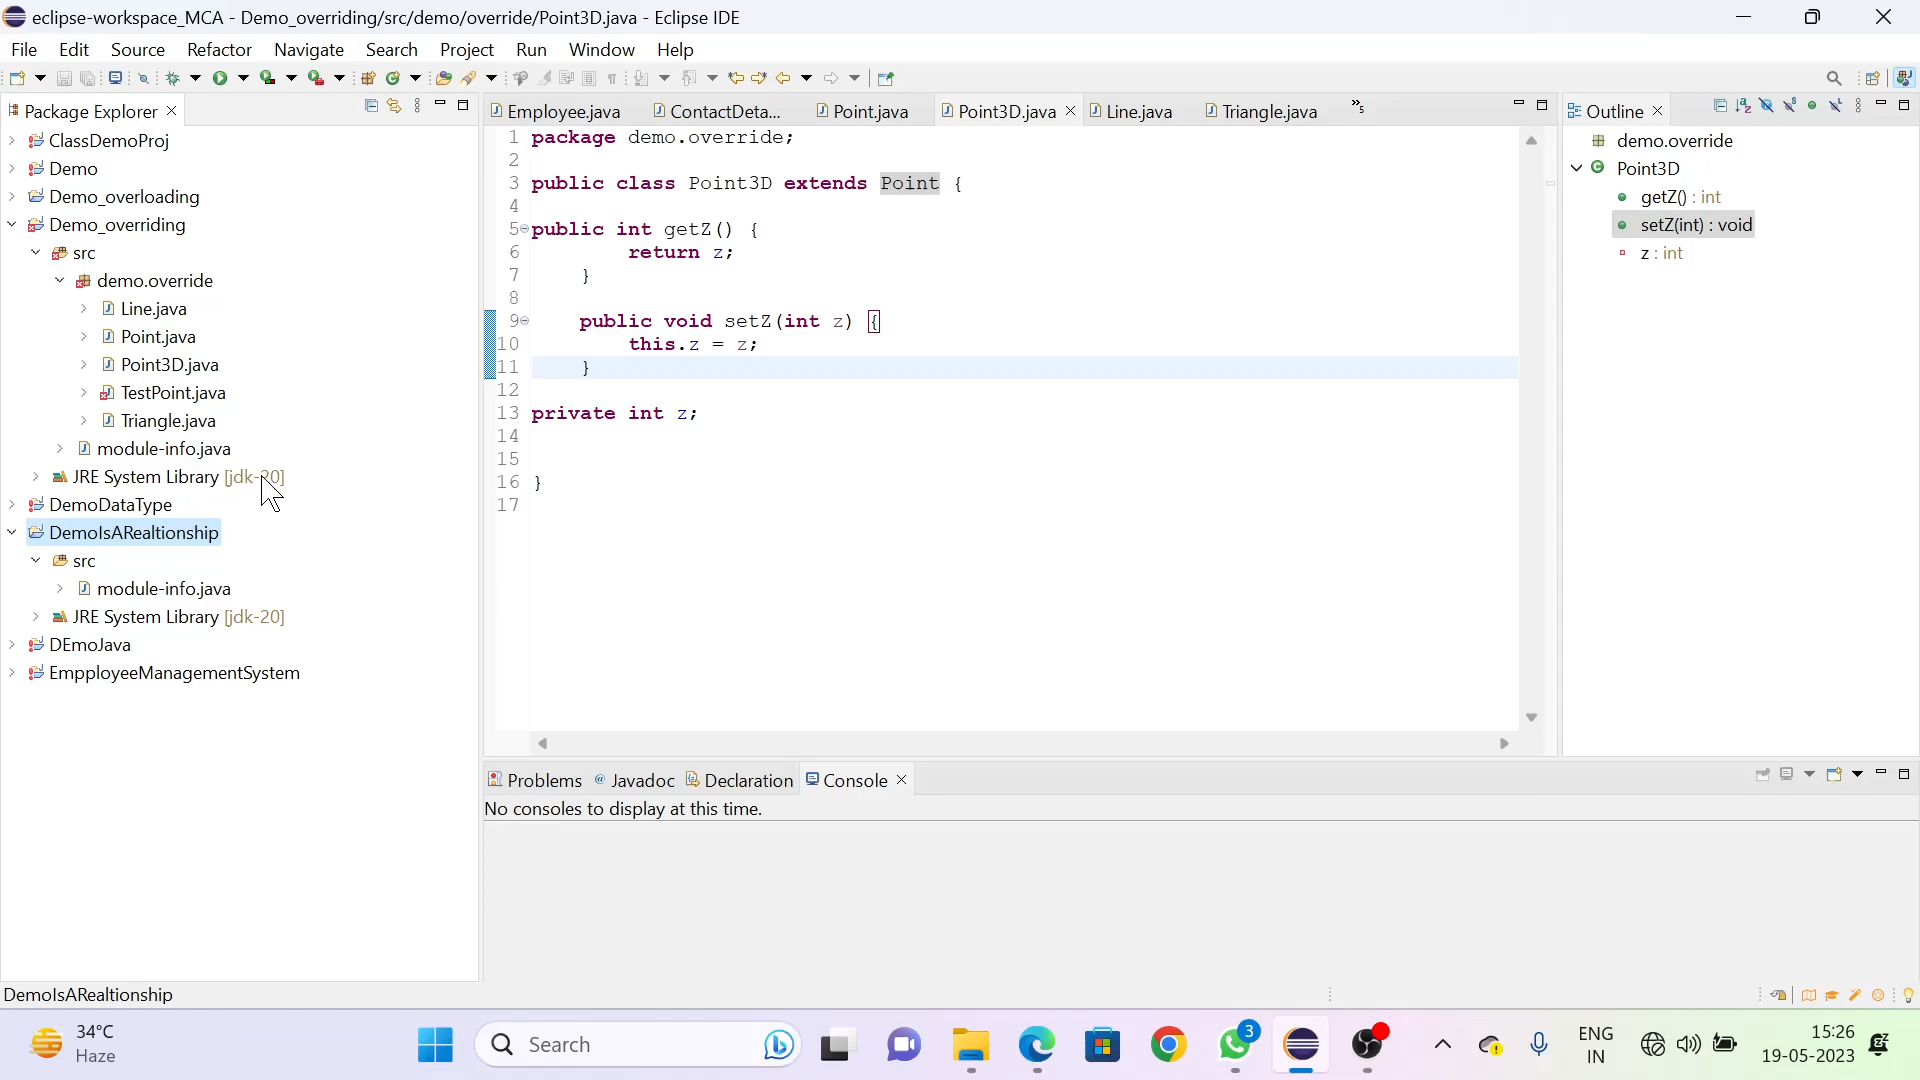 eclipse-workspace_MCA - Demo_overriding/src/demo/override/Point3D.java - Eclipse IDE
File Edit Source Refactor Navigate Search Project Run Window Help
Package Explorer
ClassDemoProj
Demo
Demo_overloading
Demo_overriding
src
demo.override
Line.java
Point.java
Point3D.java
TestPoint.java
Triangle.java
module-info.java
JRE System Library [jdk-20]
DemoDataType
DemoIsARealtionship
src
module-info.java
JRE System Library [jdk-20]
DEmoJava
EmpployeeManagementSystem
Employee.java ContactDeta... Point.java Point3D.java Line.java Triangle.java »5
1 package demo.override;
2
3 public class Point3D extends Point {
4
5 public int getZ() {
6 return z;
7 }
8
9 public void setZ(int z) {
10 this.z = z;
11 }
12
13 private int z;
14
15
16 }
17
Outline
demo.override
Point3D
getZ() : int
setZ(int) : void
z : int
Problems @ Javadoc Declaration Console
No consoles to display at this time.
DemoIsARealtionship
34°C
Haze
Search
3
ENG
IN
15:26
19-05-2023